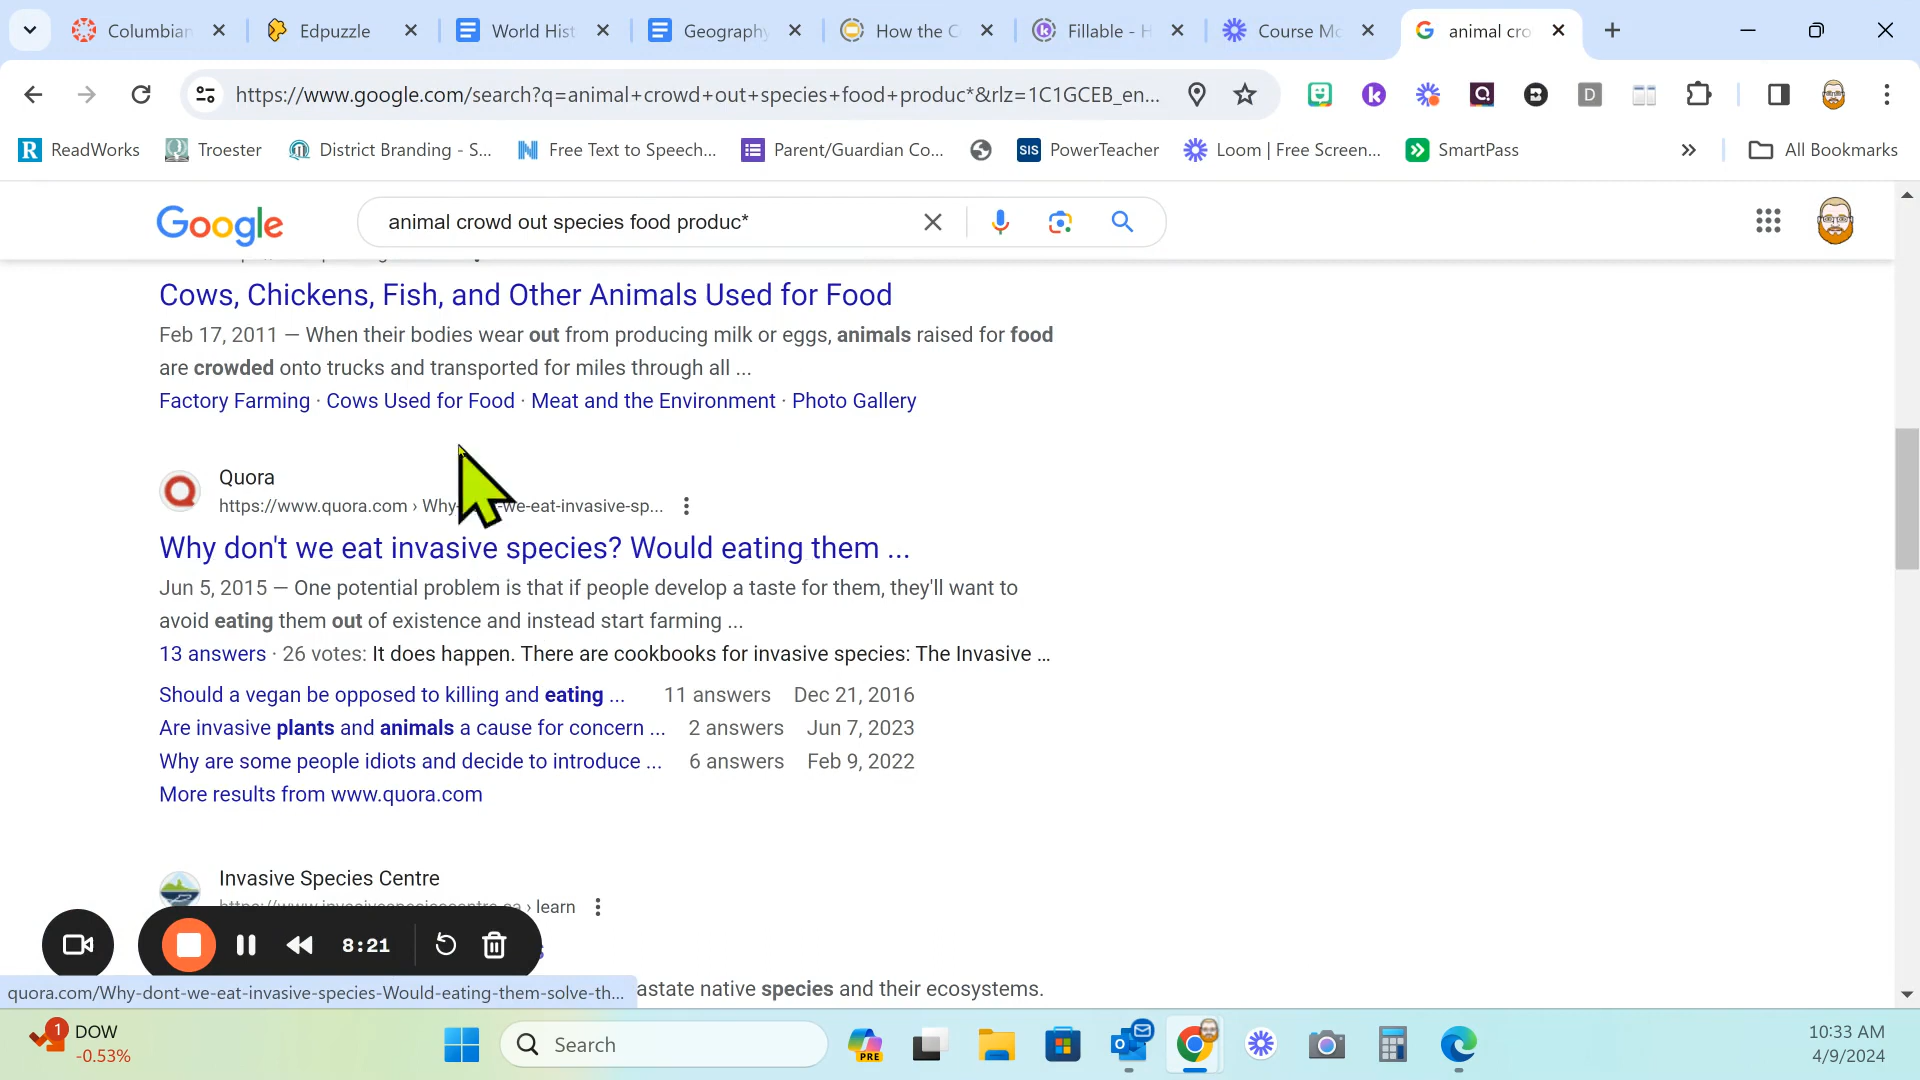 Columbian
Edpuzzle
World Hist
Geography
How the C
Fillable - H
Course Mo
animal cro
https://www.google.com/search?q=animal+crowd+out+species+food+produc*&rlz=1C1GCEB_en...
ReadWorks
Troester
District Branding - S...
Free Text to Speech...
Parent/Guardian Co...
SIS PowerTeacher
Loom | Free Screen...
SmartPass
All Bookmarks
Google
animal crowd out species food produc*
Cows, Chickens, Fish, and Other Animals Used for Food
Feb 17, 2011 — When their bodies wear out from producing milk or eggs, animals raised for food
are crowded onto trucks and transported for miles through all ...
Factory Farming · Cows Used for Food · Meat and the Environment · Photo Gallery
Quora
https://www.quora.com › Why- -we-eat-invasive-sp...
Why don't we eat invasive species? Would eating them ...
Jun 5, 2015 — One potential problem is that if people develop a taste for them, they'll want to
avoid eating them out of existence and instead start farming ...
13 answers · 26 votes: It does happen. There are cookbooks for invasive species: The Invasive ...
Should a vegan be opposed to killing and eating ... 11 answers Dec 21, 2016
Are invasive plants and animals a cause for concern ... 2 answers Jun 7, 2023
Why are some people idiots and decide to introduce ... 6 answers Feb 9, 2022
More results from www.quora.com
Invasive Species Centre
› learn
8:21
quora.com/Why-dont-we-eat-invasive-species-Would-eating-them-solve-th...
astate native species and their ecosystems.
1
DOW
-0.53%
Search
PRE
10:33 AM
4/9/2024